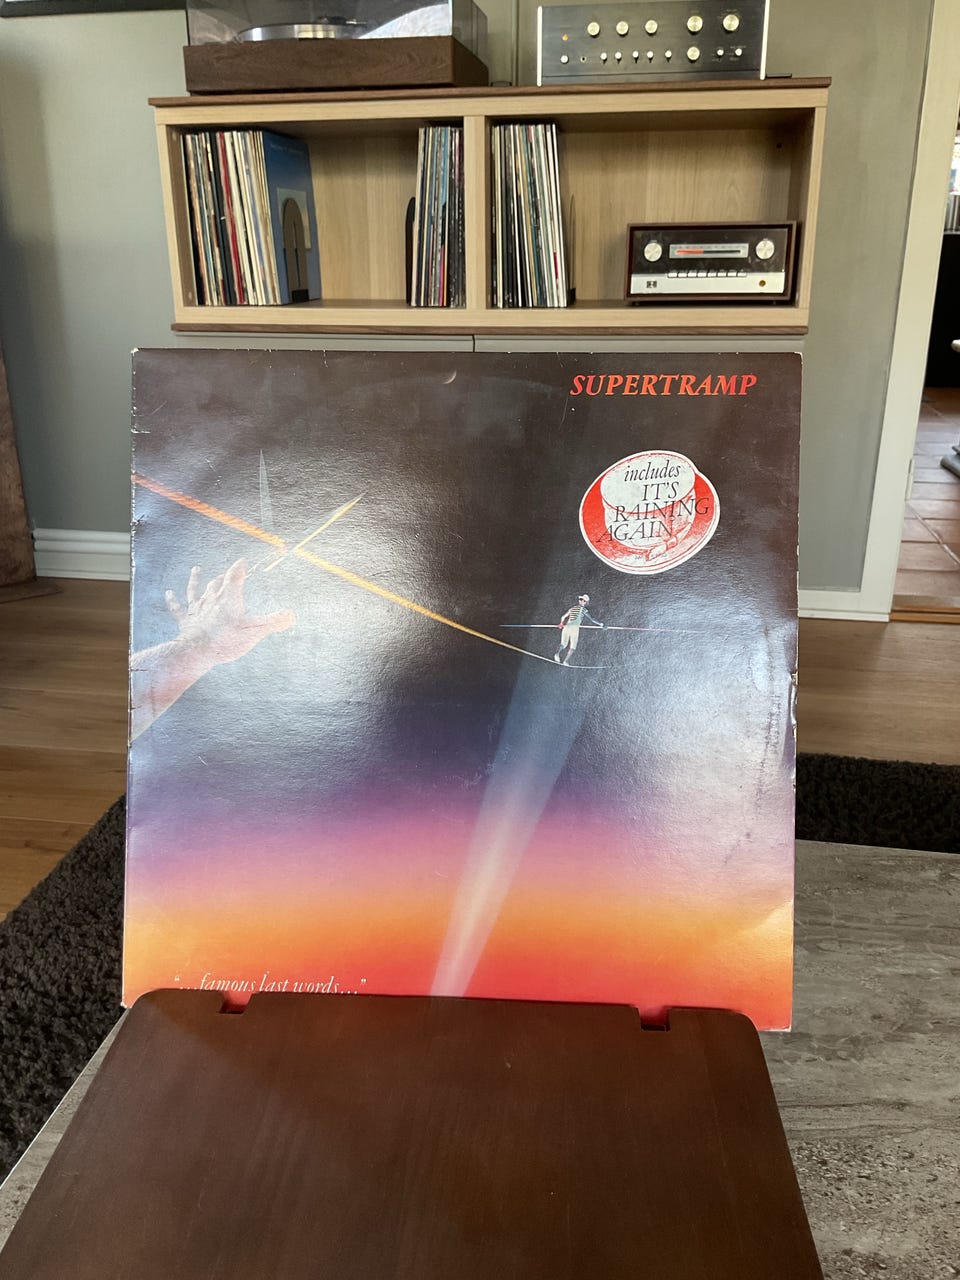 SUPERTRAMP
includes
IT'S
RAINING
AGAIN
"...famous last words..."